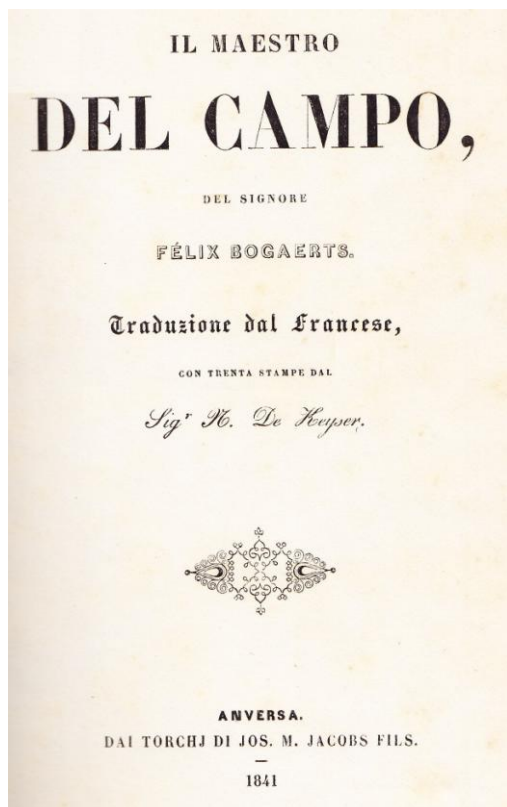 IL MAESTRO
DEL CAMPO,
DEL SIGNORE
FÉLIX BOGAERTS.
Traduzione dal Francese,
CON TRENTA STAMPE DAL
Sigr N. De Keyser.
ANVERSA.
DAI TORCHJ DI JOS. M. JACOBS FILS.
1841